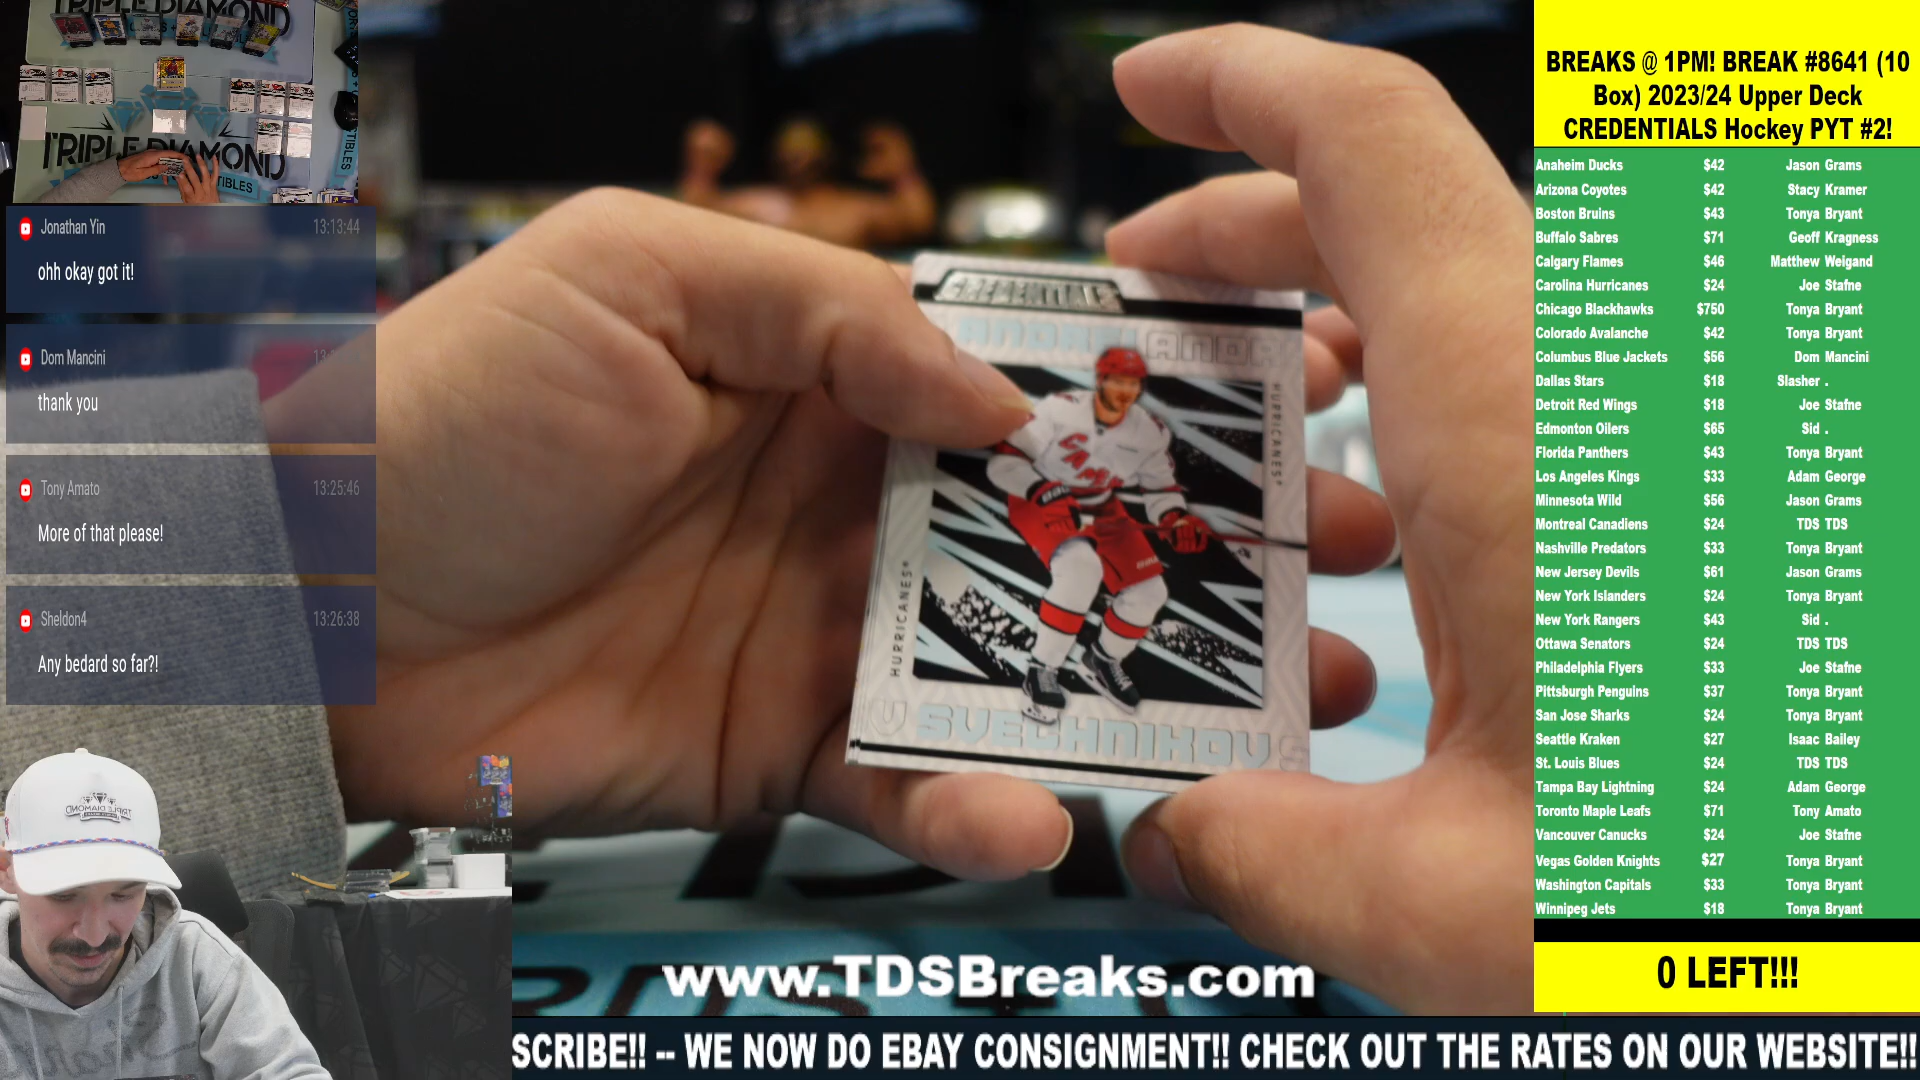 TRIPLE DIAMOND
TRIPLE DIAMOND
Jonathan Yin 13:13:44
ohh okay got it!
Dom Mancini
thank you
Tony Amato 13:25:46
More of that please!
Sheldon4 13:26:38
Any bedard so far?!
CREDENTIALS
ANDREI
HURRICANES
HURRICANES
SVECHNIKOV
www.TDSBreaks.com
SCRIBE!! -- WE NOW DO EBAY CONSIGNMENT!! CHECK OUT THE RATES ON OUR WEBSITE!!
BREAKS @ 1PM! BREAK #8641 (10
Box) 2023/24 Upper Deck
CREDENTIALS Hockey PYT #2!
Anaheim Ducks $42 Jason Grams
Arizona Coyotes $42 Stacy Kramer
Boston Bruins $43 Tonya Bryant
Buffalo Sabres $71 Geoff Kragness
Calgary Flames $46 Matthew Weigand
Carolina Hurricanes $24 Joe Stafne
Chicago Blackhawks $750 Tonya Bryant
Colorado Avalanche $42 Tonya Bryant
Columbus Blue Jackets $56 Dom Mancini
Dallas Stars $18 Slasher .
Detroit Red Wings $18 Joe Stafne
Edmonton Oilers $65 Sid .
Florida Panthers $43 Tonya Bryant
Los Angeles Kings $33 Adam George
Minnesota Wild $56 Jason Grams
Montreal Canadiens $24 TDS TDS
Nashville Predators $33 Tonya Bryant
New Jersey Devils $61 Jason Grams
New York Islanders $24 Tonya Bryant
New York Rangers $43 Sid .
Ottawa Senators $24 TDS TDS
Philadelphia Flyers $33 Joe Stafne
Pittsburgh Penguins $37 Tonya Bryant
San Jose Sharks $24 Tonya Bryant
Seattle Kraken $27 Isaac Bailey
St. Louis Blues $24 TDS TDS
Tampa Bay Lightning $24 Adam George
Toronto Maple Leafs $71 Tony Amato
Vancouver Canucks $24 Joe Stafne
Vegas Golden Knights $27 Tonya Bryant
Washington Capitals $33 Tonya Bryant
Winnipeg Jets $18 Tonya Bryant
0 LEFT!!!